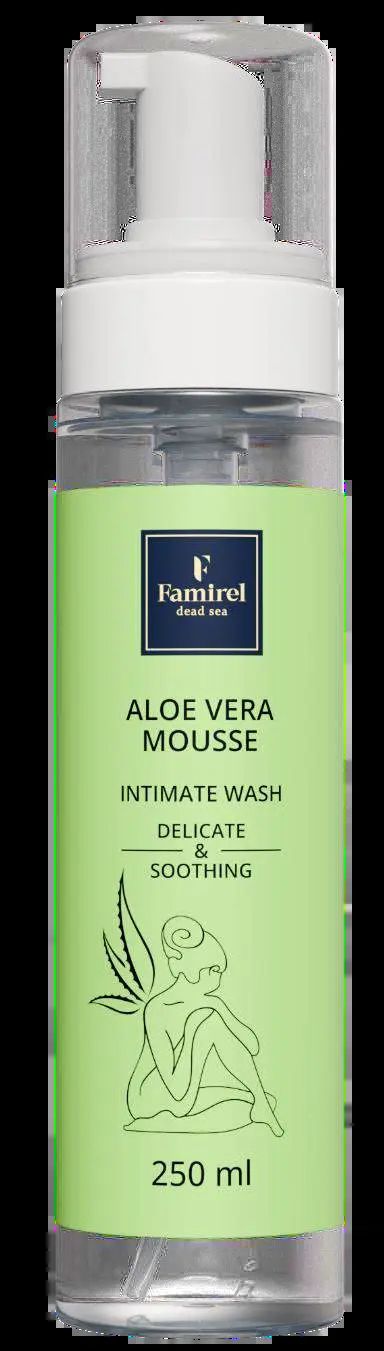 Famirel
dead sea
ALOE VERA
MOUSSE
INTIMATE WASH
DELICATE
&
SOOTHING
250 ml